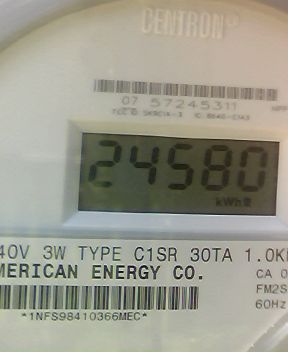 CENTRON®
07 57245311
24580
kWh
40V 3W TYPE C1SR 30TA 1.0K
MERICAN ENERGY CO.
CA 0
FM2S
60Hz
*1NFS98410366MEC*